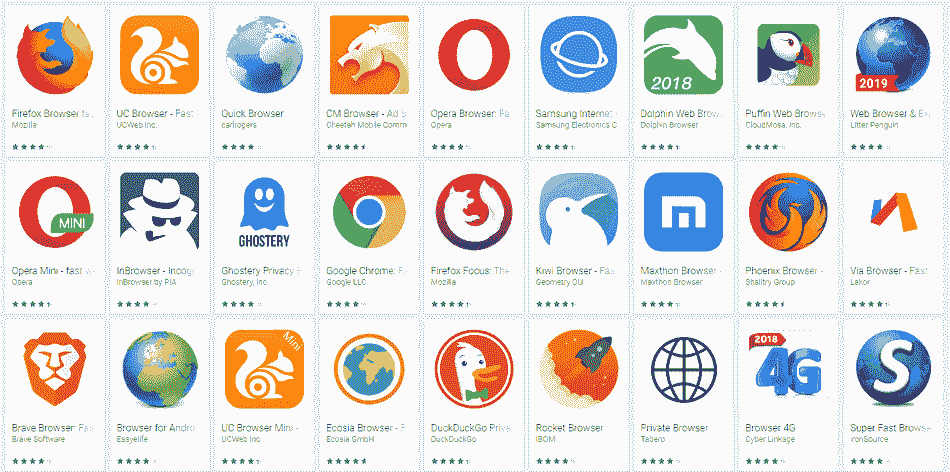 2018
2019
Firefox Browser fa
Mozilla
UC Browser - Fast
UCWeb Inc.
Quick Browser
carlrogers
CM Browser - Ad b
Cheetah Mobile Comm
Opera Browser: Fa
Opera
Samsung Internet
Samsung Electronics C
Dolphin Web Brow
Dolphin Browser
Puffin Web Browse
CloudMosa, Inc.
Web Browser & Ex
Litter Penguin
MINI
GHOSTERY
Opera Mini - fast w
Opera
InBrowser - Incog
InBrowser by PIA
Ghostery Privacy B
Ghostery, Inc.
Google Chrome: F
Google LLC
Firefox Focus: The
Mozilla
Kiwi Browser - Fas
Geometry OU
Maxthon Browser -
Maxthon Browser
Phoenix Browser -
Shalltry Group
Via Browser - Fast
Lakor
Mini
2018
4G
S
Brave Browser: Fas
Brave Software
Browser for Andro
Easyelife
UC Browser Mini -
UCWeb Inc
Ecosia Browser - F
Ecosia GmbH
DuckDuckGo Priva
DuckDuckGo
Rocket Browser
IBOM
Private Browser
Tabero
Browser 4G
Cyber Linkage
Super Fast Browse
ironSource